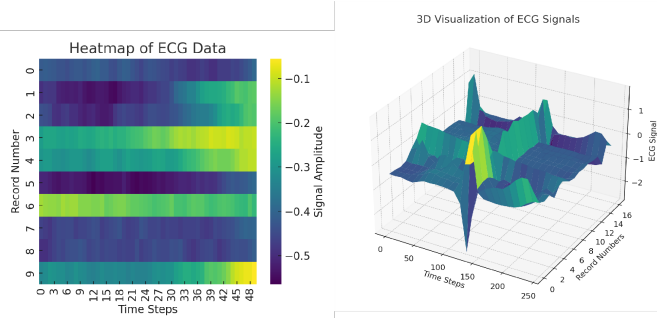 Heatmap of ECG Data
Record Number
0
1
2
3
4
5
6
7
8
9
0 3 6 9 12 15 18 21 24 27 30 33 36 39 42 45 48
Time Steps
−0.1
−0.2
−0.3
−0.4
−0.5
Signal Amplitude
3D Visualization of ECG Signals
1
0
−1
−2
ECG Signal
0 50 100 150 200 250
Time Steps
0 2 4 6 8 10 12 14 16
Record Numbers